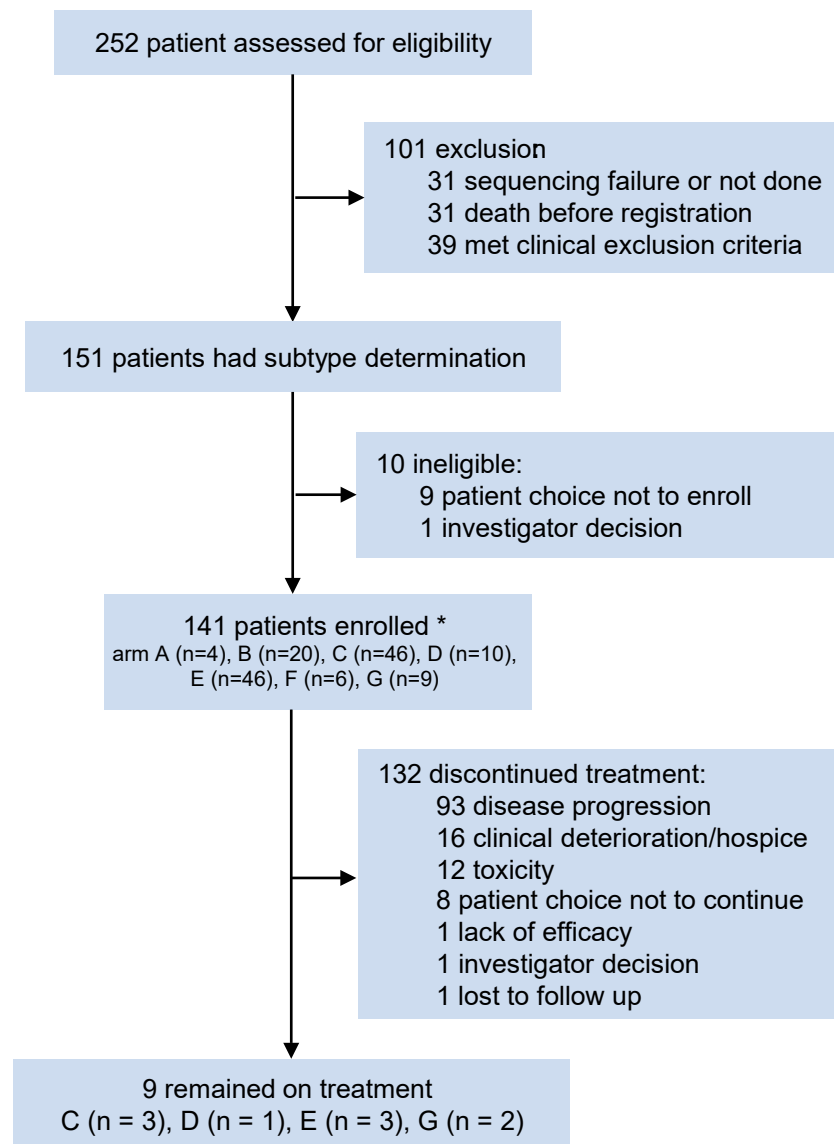 252 patient assessed for eligibility
101 exclusion:
31 sequencing failure or not done
31 death before registration
39 met clinical exclusion criteria
151 patients had subtype determination
10 ineligible:
9 patient choice not to enroll
1 investigator decision
141 patients enrolled *
arm A (n=4), B (n=20), C (n=46), D (n=10),
E (n=46), F (n=6), G (n=9)
132 discontinued treatment:
93 disease progression
16 clinical deterioration/hospice
12 toxicity
8 patient choice not to continue
1 lack of efficacy
1 investigator decision
1 lost to follow up
9 remained on treatment
C (n = 3), D (n = 1), E (n = 3), G (n = 2)